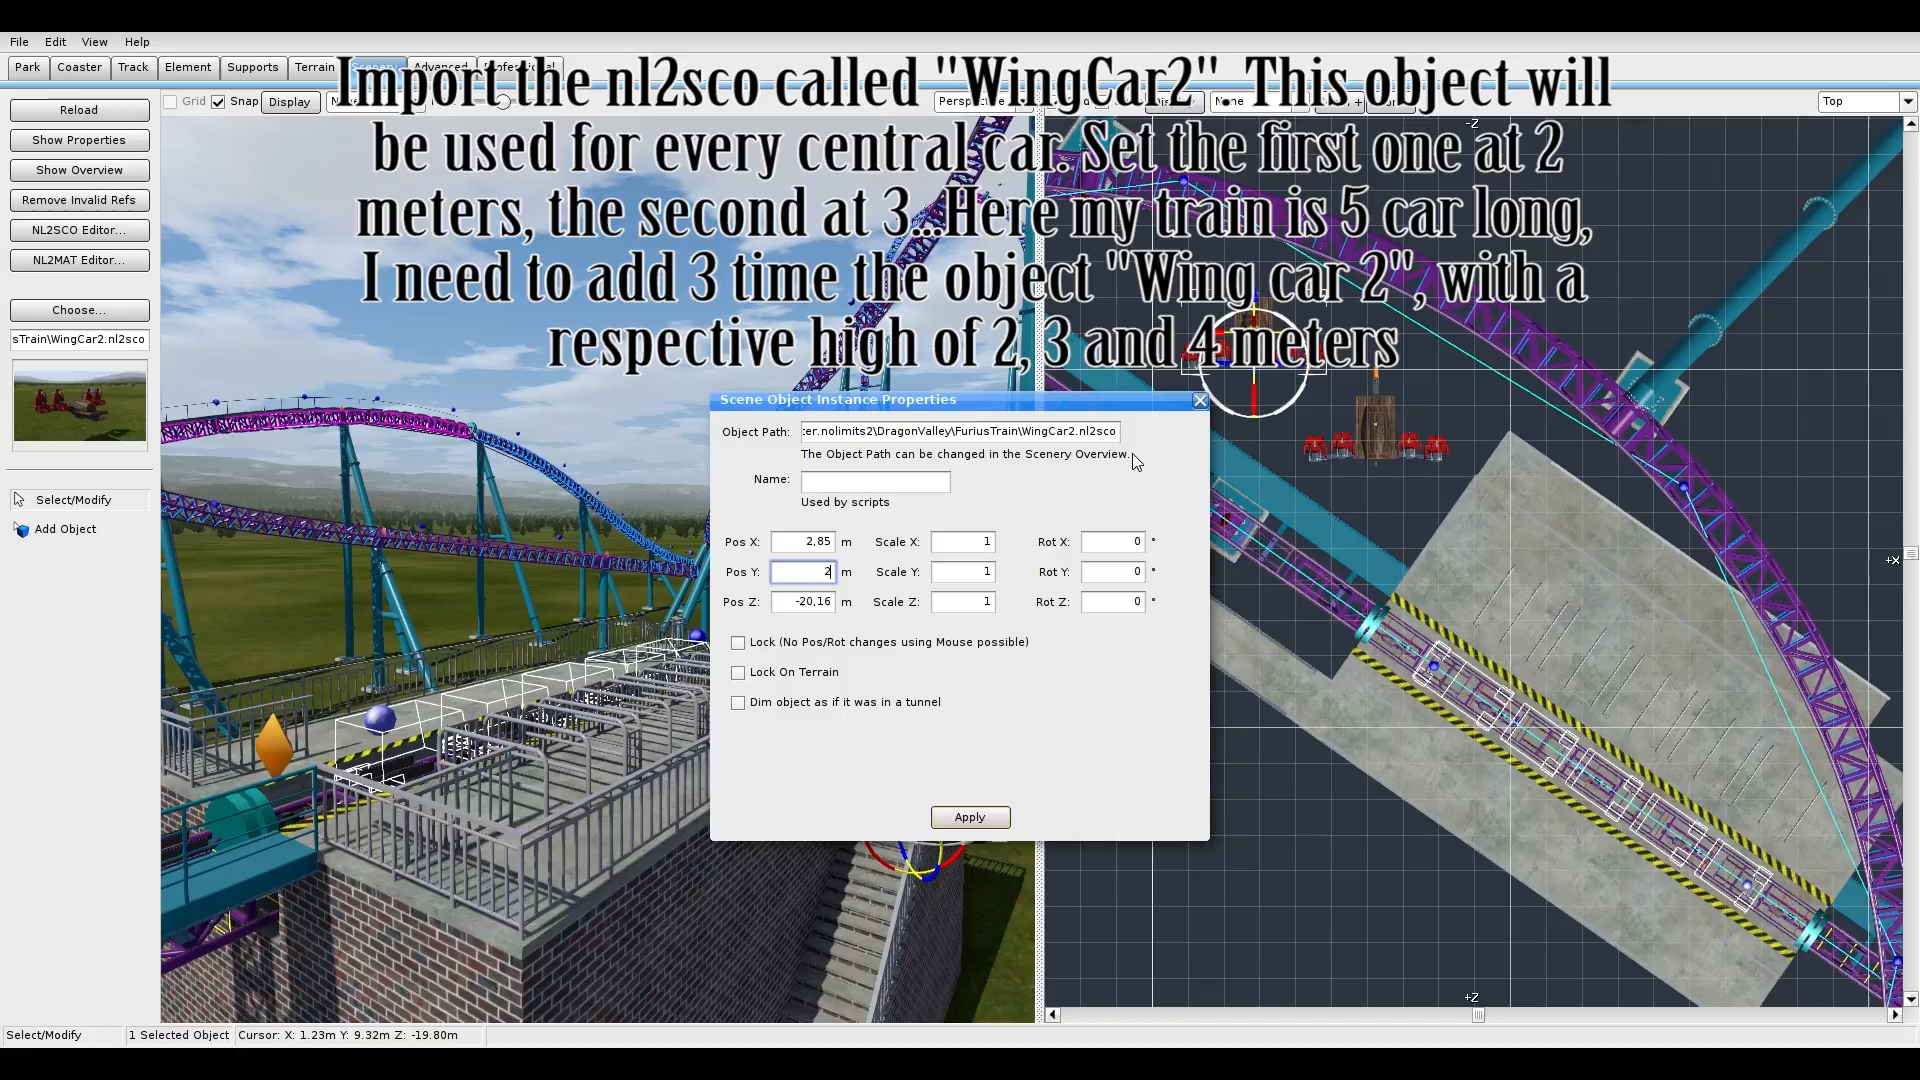 File Edit View Help
Park Coaster Track Element Supports Terrain Scenery Advanced Professional
Import the nl2sco called "WingCar2" This object will
be used for every central car. Set the first one at 2
meters, the second at 3...Here my train is 5 car long,
I need to add 3 time the object "Wing car 2", with a
respective high of 2, 3 and 4 meters
Grid Snap Display
None
Top
Reload
Show Properties
Show Overview
Remove Invalid Refs
NL2SCO Editor...
NL2MAT Editor...
Choose...
sTrain\WingCar2.nl2sco
Select/Modify
Add Object
-Z
+X
+Z
Scene Object Instance Properties
Object Path: er.nolimits2\DragonValley\FuriusTrain\WingCar2.nl2sco
The Object Path can be changed in the Scenery Overview.
Name:
Used by scripts
Pos X: 2,85 m Scale X: 1 Rot X: 0 °
Pos Y: 2 m Scale Y: 1 Rot Y: 0 °
Pos Z: -20,16 m Scale Z: 1 Rot Z: 0 °
Lock (No Pos/Rot changes using Mouse possible)
Lock On Terrain
Dim object as if it was in a tunnel
Apply
Select/Modify 1 Selected Object Cursor: X: 1.23m Y: 9.32m Z: -19.80m